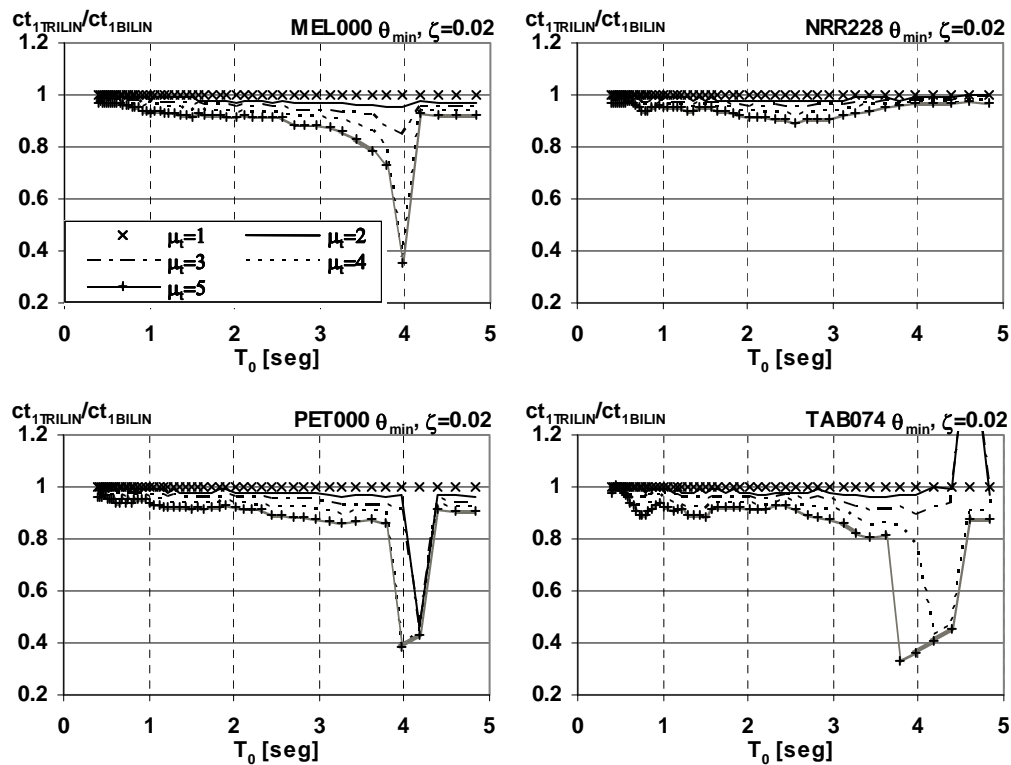 ct1TRILIN/ct1BILIN MEL000 θmin, ζ=0.02
1.2
1
0.8
0.6
0.4
0.2
μt=1 μt=2
μt=3 μt=4
μt=5
0 1 2 3 4 5
T0 [seg]
ct1TRILIN/ct1BILIN NRR228 θmin, ζ=0.02
1.2
1
0.8
0.6
0.4
0.2
0 1 2 3 4 5
T0 [seg]
ct1TRILIN/ct1BILIN PET000 θmin, ζ=0.02
1.2
1
0.8
0.6
0.4
0.2
0 1 2 3 4 5
T0 [seg]
ct1TRILIN/ct1BILIN TAB074 θmin, ζ=0.02
1.2
1
0.8
0.6
0.4
0.2
0 1 2 3 4 5
T0 [seg]